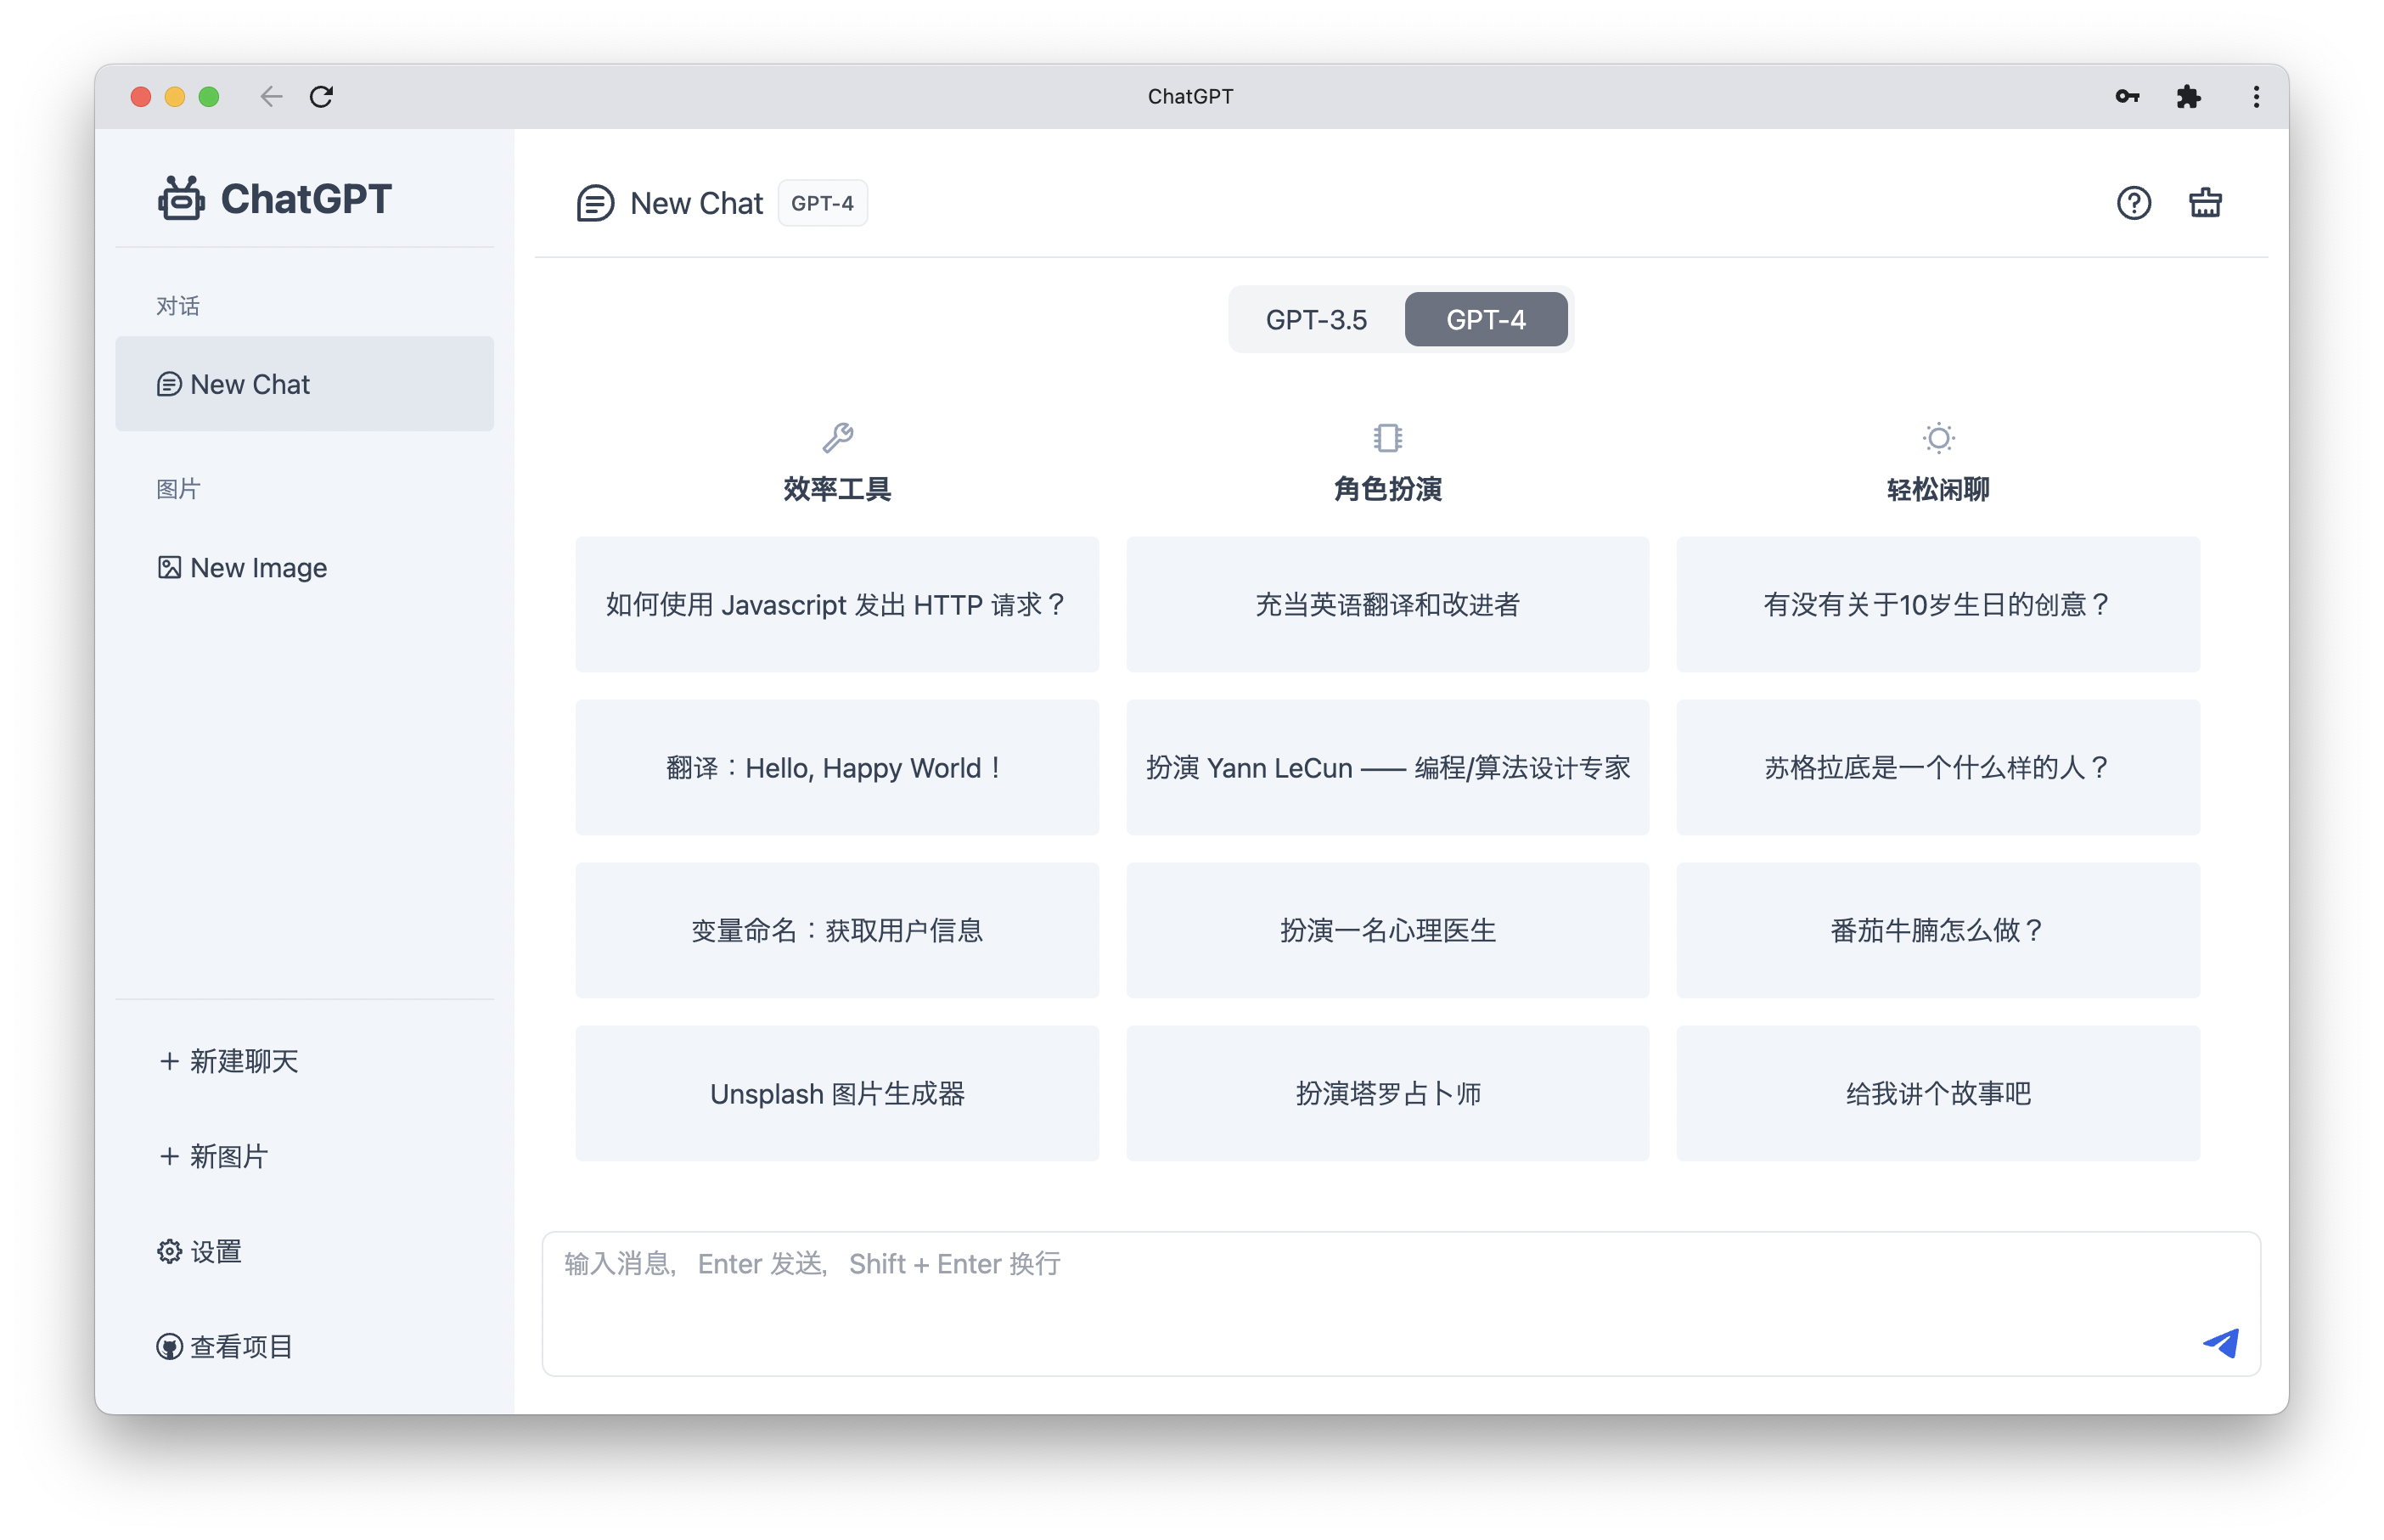 ChatGPT
ChatGPT
对话
New Chat
图片
New Image
+ 新建聊天
+ 新图片
设置
查看项目
New Chat GPT-4
GPT-3.5 GPT-4
效率工具
如何使用 Javascript 发出 HTTP 请求？
翻译：Hello, Happy World！
变量命名：获取用户信息
Unsplash 图片生成器
角色扮演
充当英语翻译和改进者
扮演 Yann LeCun —— 编程/算法设计专家
扮演一名心理医生
扮演塔罗占卜师
轻松闲聊
有没有关于10岁生日的创意？
苏格拉底是一个什么样的人？
番茄牛腩怎么做？
给我讲个故事吧
输入消息，Enter 发送，Shift + Enter 换行